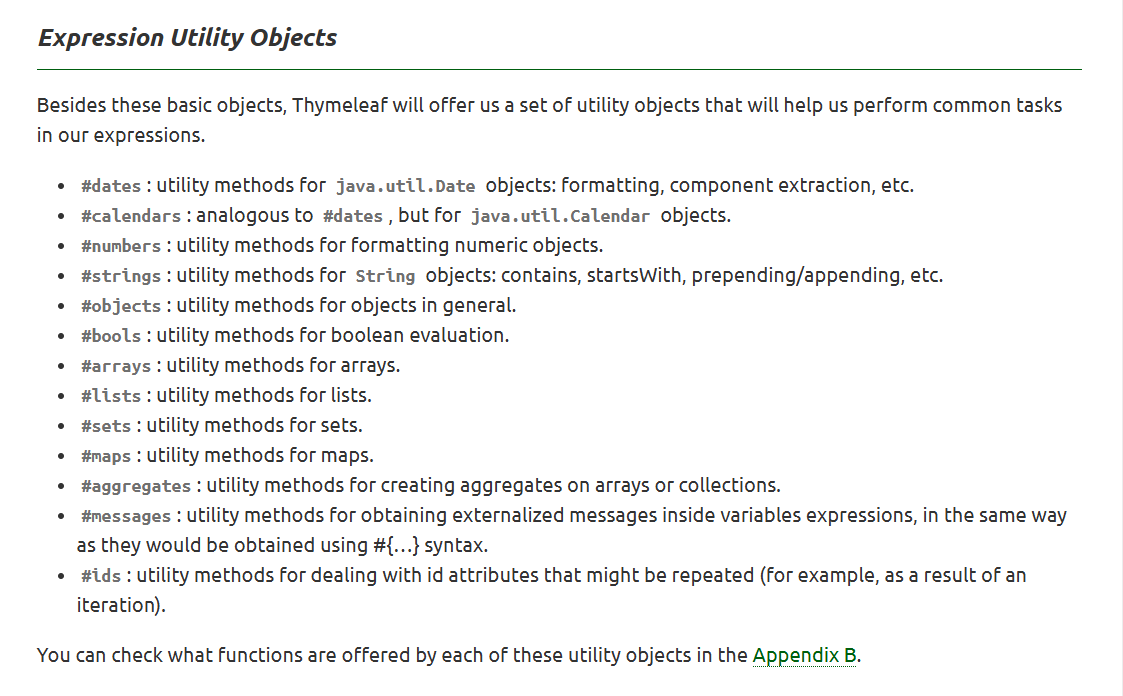 Expression Utility Objects
Besides these basic objects, Thymeleaf will offer us a set of utility objects that will help us perform common tasks
in our expressions.
• #dates : utility methods for java.util.Date objects: formatting, component extraction, etc.
• #calendars : analogous to #dates , but for java.util.Calendar objects.
• #numbers : utility methods for formatting numeric objects.
• #strings : utility methods for String objects: contains, startsWith, prepending/appending, etc.
• #objects : utility methods for objects in general.
• #bools : utility methods for boolean evaluation.
• #arrays : utility methods for arrays.
• #lists : utility methods for lists.
• #sets : utility methods for sets.
• #maps : utility methods for maps.
• #aggregates : utility methods for creating aggregates on arrays or collections.
• #messages : utility methods for obtaining externalized messages inside variables expressions, in the same way
as they would be obtained using #{…} syntax.
• #ids : utility methods for dealing with id attributes that might be repeated (for example, as a result of an
iteration).
You can check what functions are offered by each of these utility objects in the Appendix B.